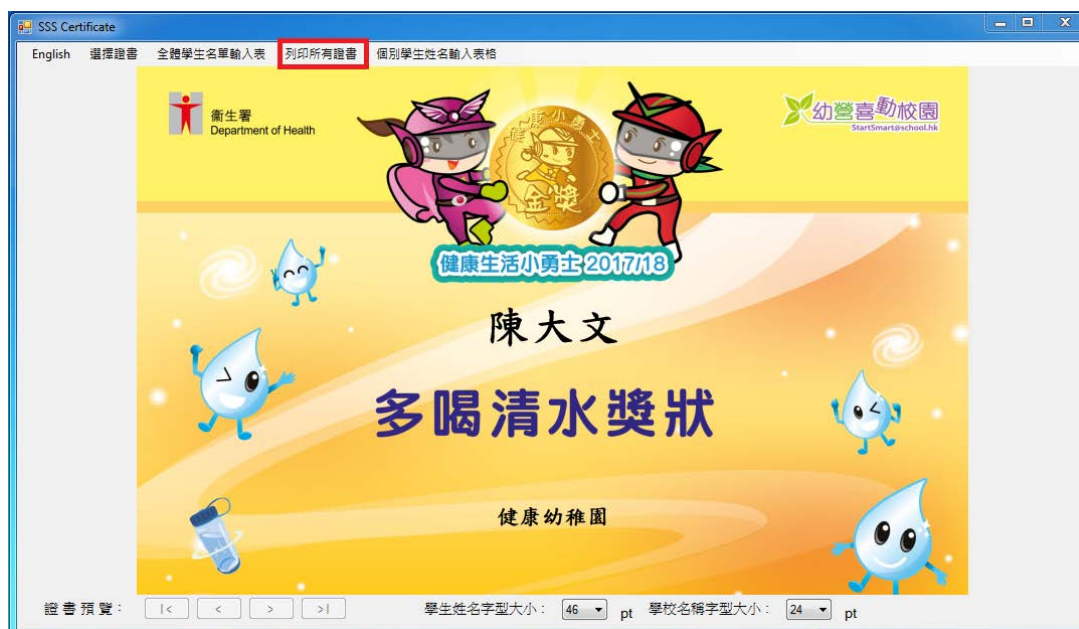 SSS Certificate
English 選擇證書 全體學生名單輸入表 列印所有證書 個別學生姓名輸入表格
衞生署
Department of Health
健康小勇士
金獎
幼營喜動校園
StartSmart@school.hk
健康生活小勇士 2017/18
陳大文
多喝清水獎狀
健康幼稚園
證書預覽： |< < > >| 學生姓名字型大小： 46 pt 學校名稱字型大小： 24 pt